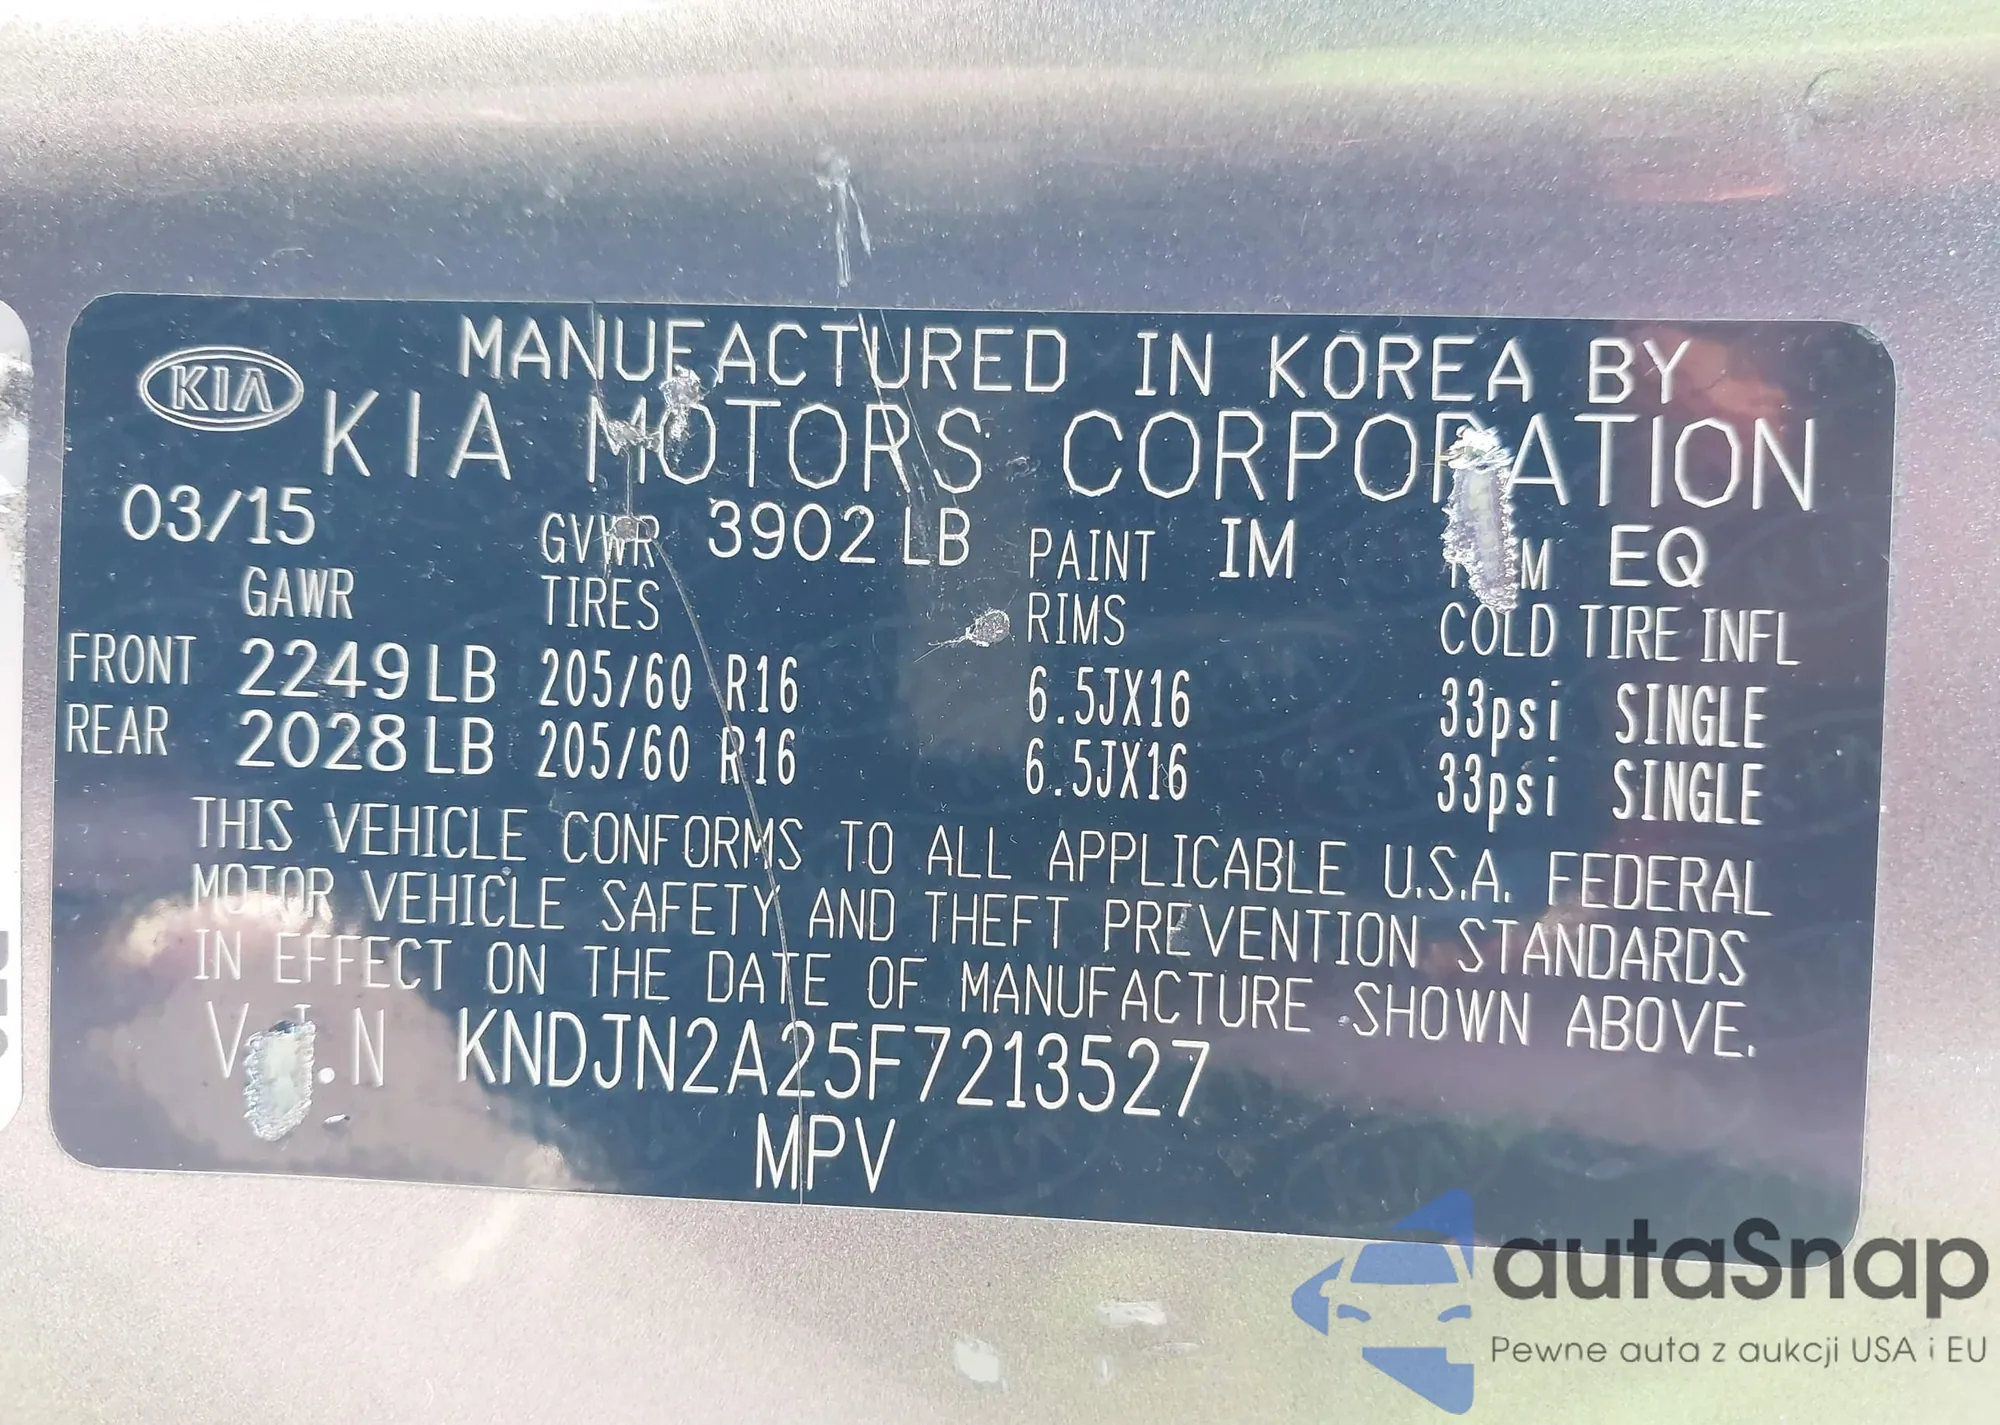 MANUFACTURED IN KOREA BY
KIA KIA MOTORS CORPORATION
03/15 GVWR 3902 LB PAINT IM EQ
GAWR TIRES RIMS COLD TIRE INFL
FRONT 2249 LB 205/60 R16 6.5JX16 33psi SINGLE
REAR 2028 LB 205/60 R16 6.5JX16 33psi SINGLE
THIS VEHICLE CONFORMS TO ALL APPLICABLE U.S.A. FEDERAL
MOTOR VEHICLE SAFETY AND THEFT PREVENTION STANDARDS
IN EFFECT ON THE DATE OF MANUFACTURE SHOWN ABOVE.
V.I.N KNDJN2A25F7213527
MPV
autaSnap
Pewne auta z aukcji USA i EU